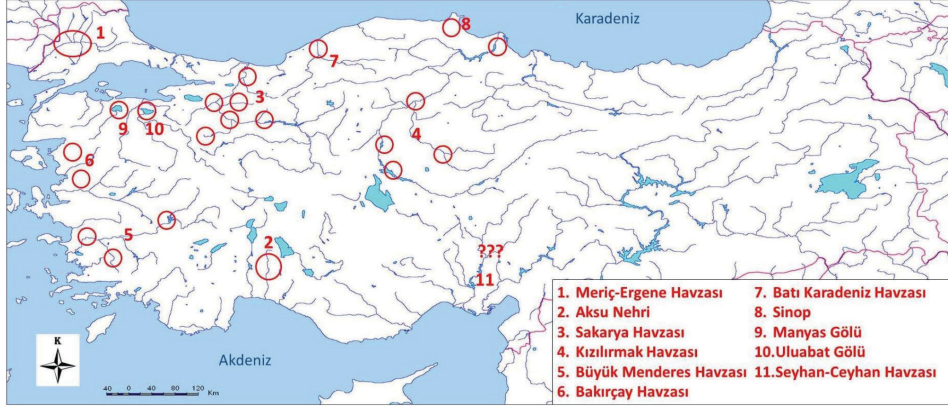 Karadeniz
1
8
7
3
9
10
4
6
5
2
???
11
Akdeniz
K
40 0 40 80 120
Km
1. Meriç-Ergene Havzası
2. Aksu Nehri
3. Sakarya Havzası
4. Kızılırmak Havzası
5. Büyük Menderes Havzası
6. Bakırçay Havzası
7. Batı Karadeniz Havzası
8. Sinop
9. Manyas Gölü
10.Uluabat Gölü
11.Seyhan-Ceyhan Havzası